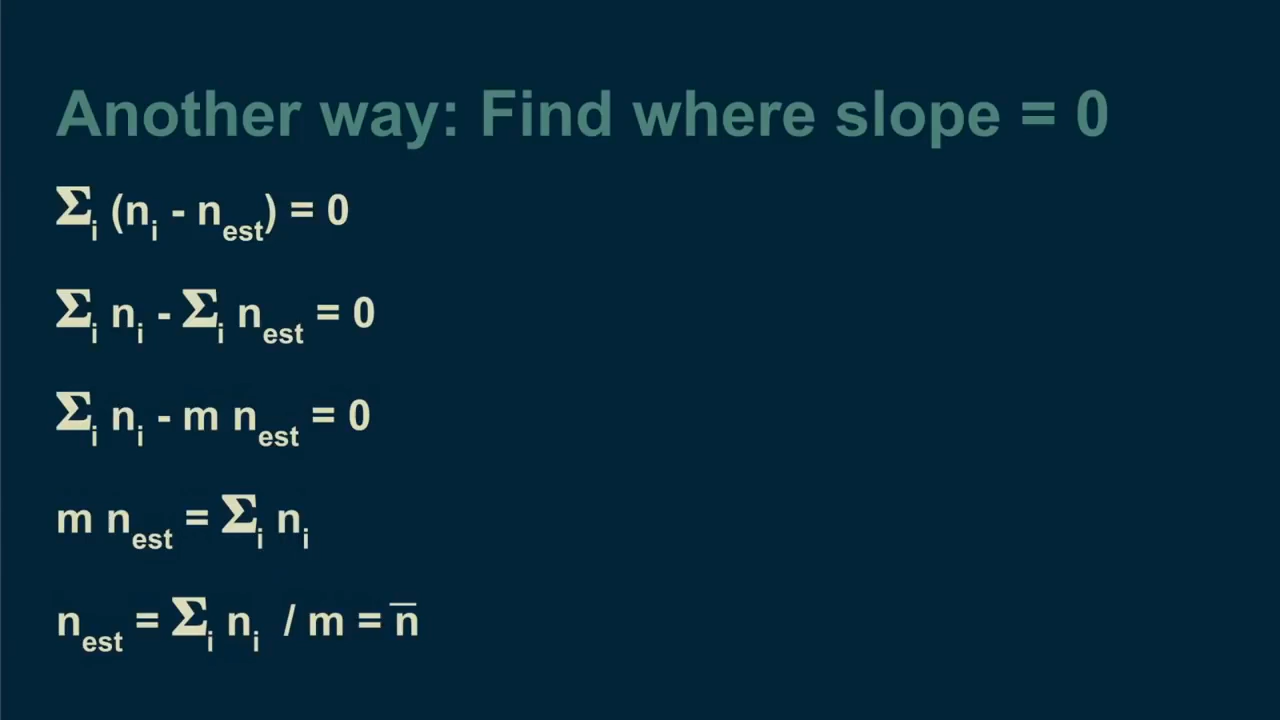 Another way: Find where slope = 0
Σi (ni - nest) = 0
Σi ni - Σi nest = 0
Σi ni - m nest = 0
m nest = Σi ni
nest = Σi ni / m = n̅